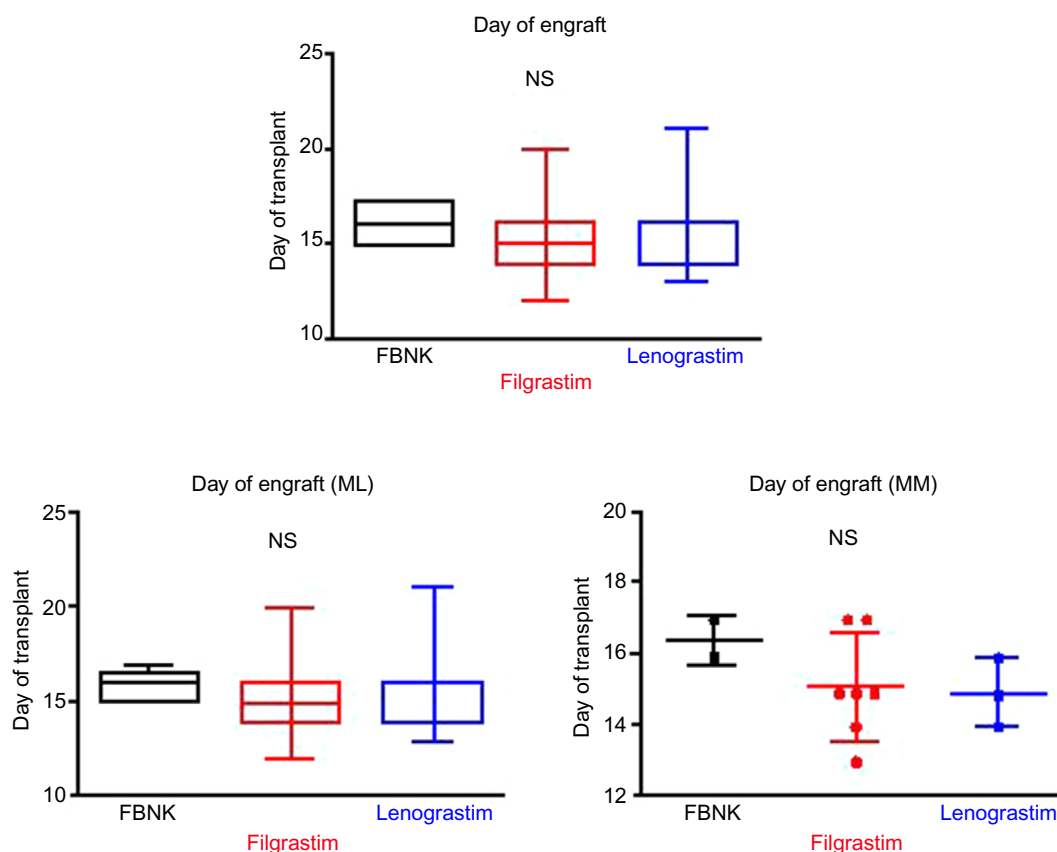 Day of engraft
25
NS
20
Day of transplant
15
10
FBNK
Lenograstim
Filgrastim
Day of engraft (ML)
25
NS
20
Day of transplant
15
10
FBNK
Lenograstim
Filgrastim
Day of engraft (MM)
20
NS
18
Day of transplant
16
14
12
FBNK
Lenograstim
Filgrastim